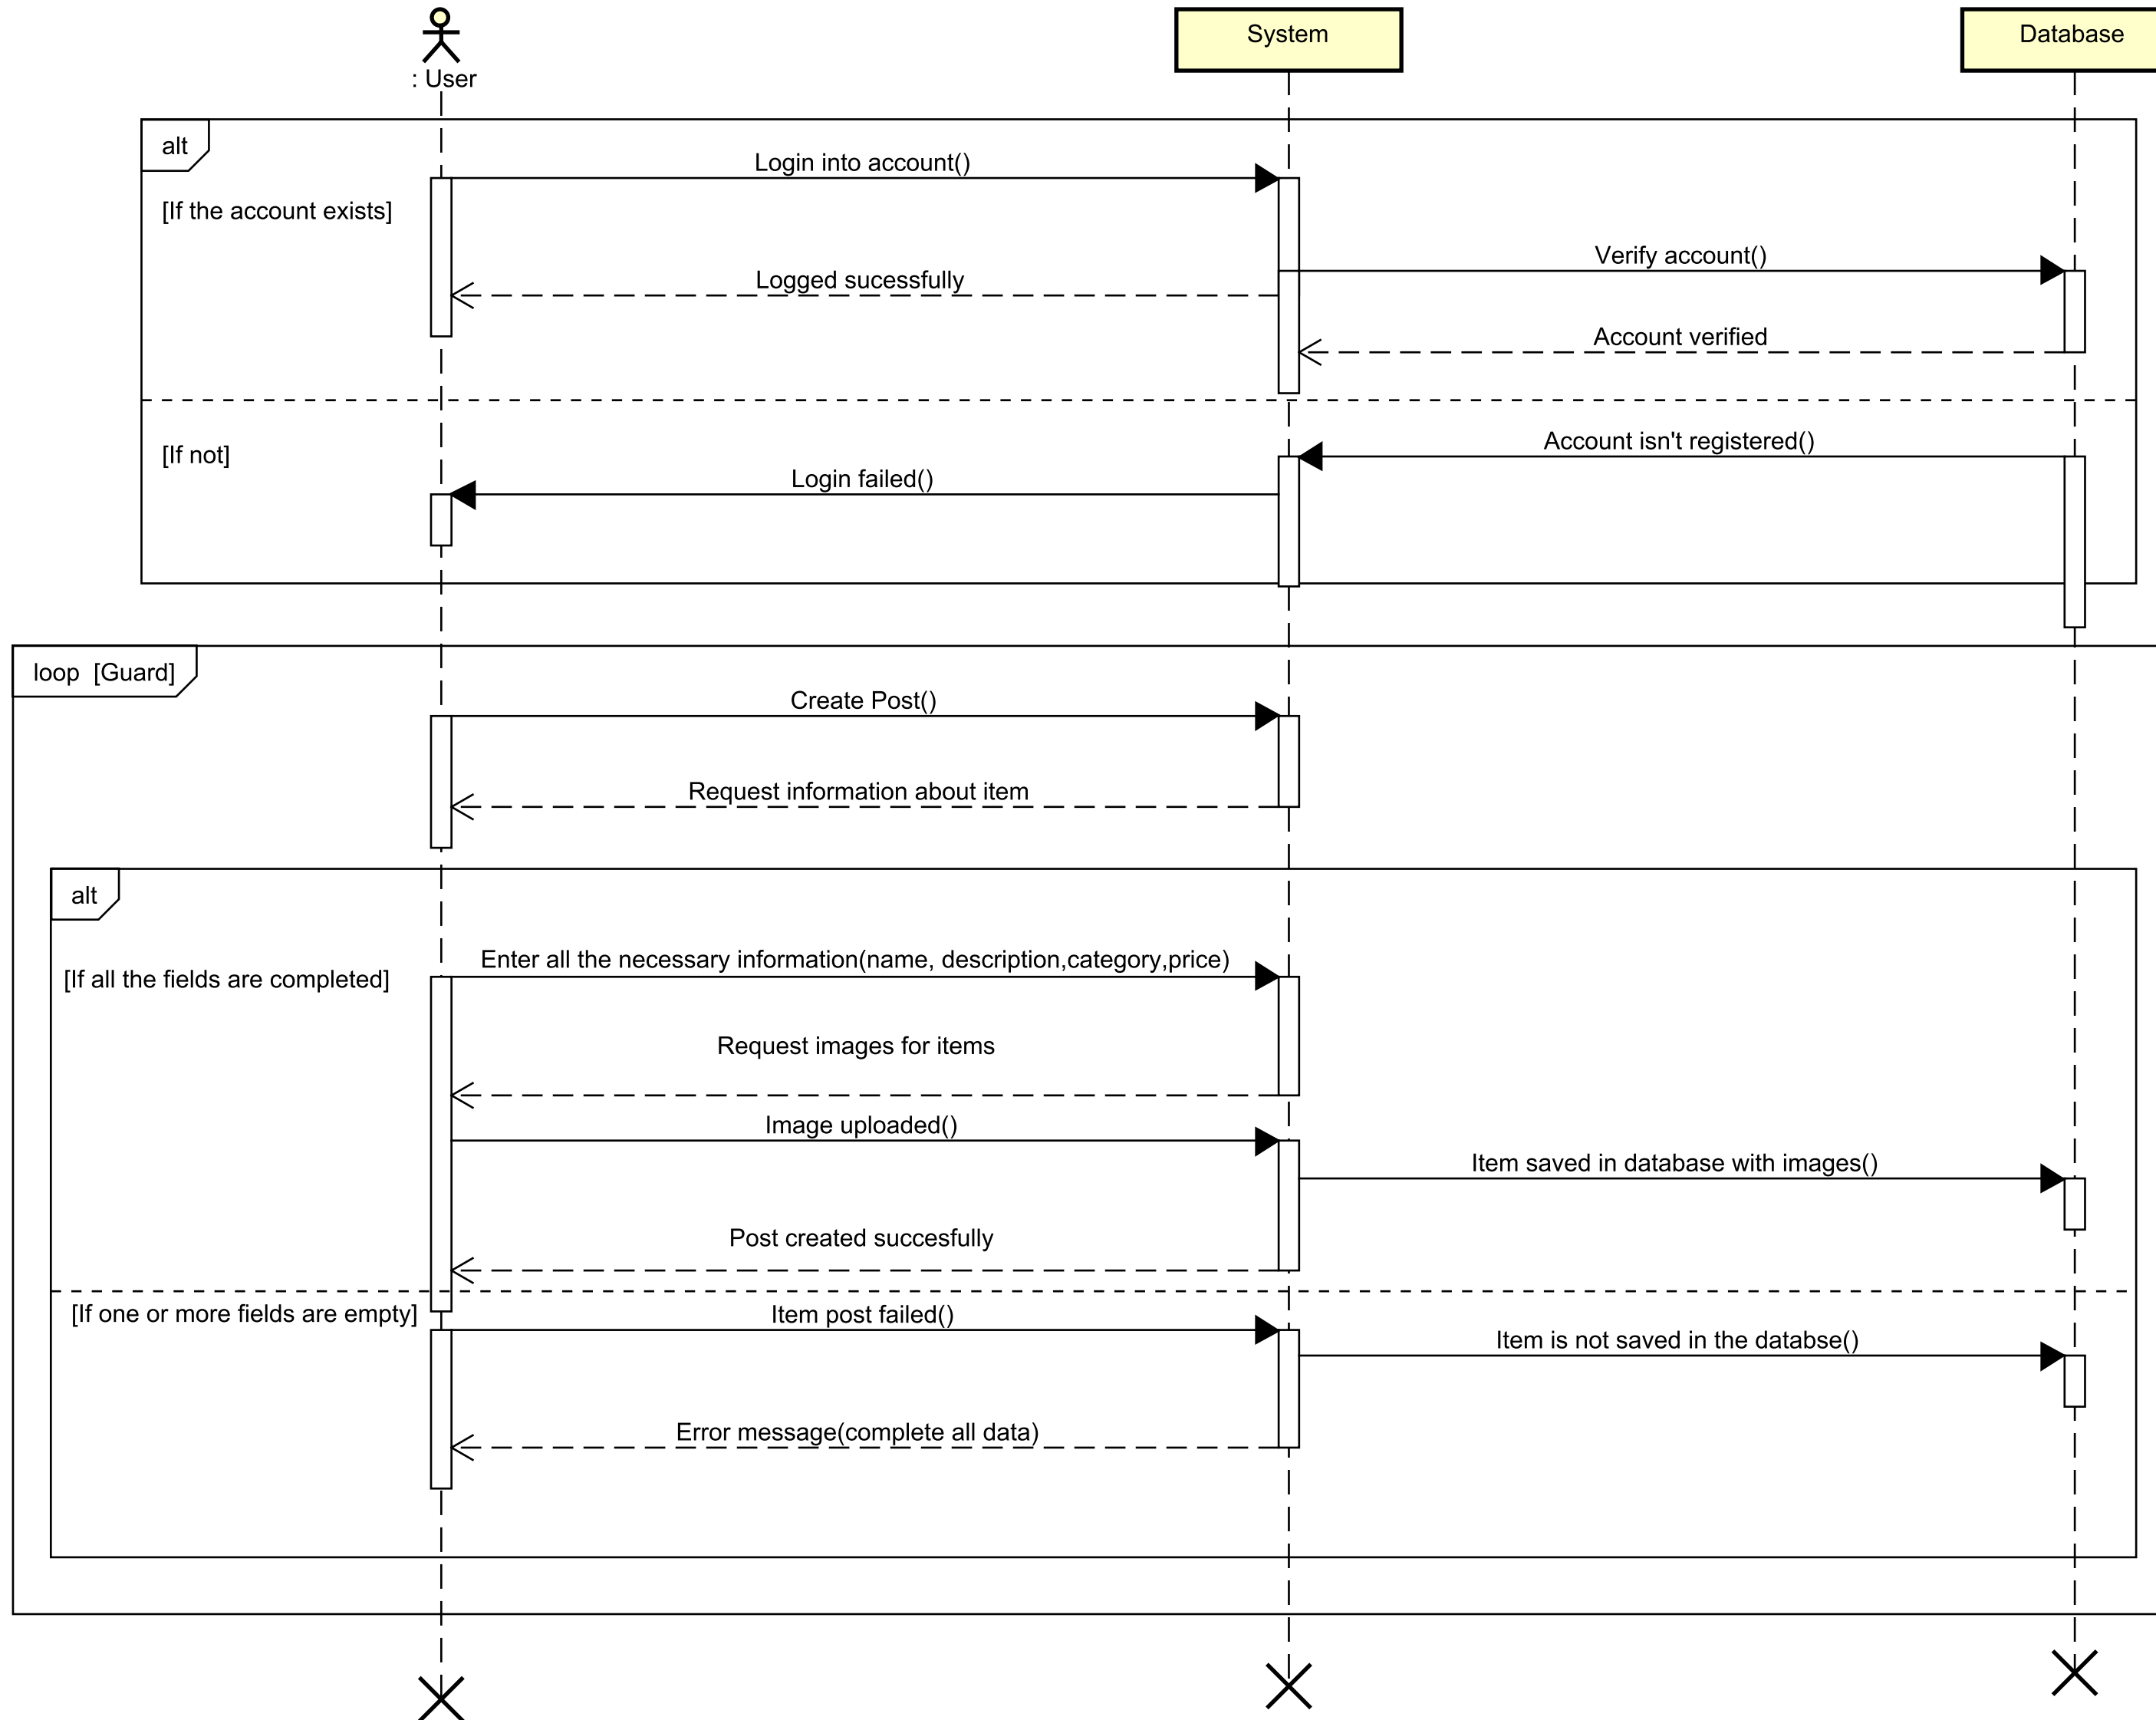 : User
System
Database
alt
Login into account()
[If the account exists]
Verify account()
Logged sucessfully
Account verified
[If not]
Account isn't registered()
Login failed()
loop [Guard]
Create Post()
Request information about item
alt
Enter all the necessary information(name, description,category,price)
[If all the fields are completed]
Request images for items
Image uploaded()
Item saved in database with images()
Post created succesfully
[If one or more fields are empty]
Item post failed()
Item is not saved in the databse()
Error message(complete all data)